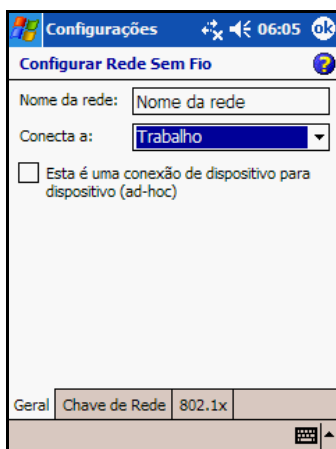 Configurações 06:05 ok
Configurar Rede Sem Fio ?
Nome da rede: Nome da rede
Conecta a: Trabalho
Esta é uma conexão de dispositivo para
dispositivo (ad-hoc)
Geral Chave de Rede 802.1x